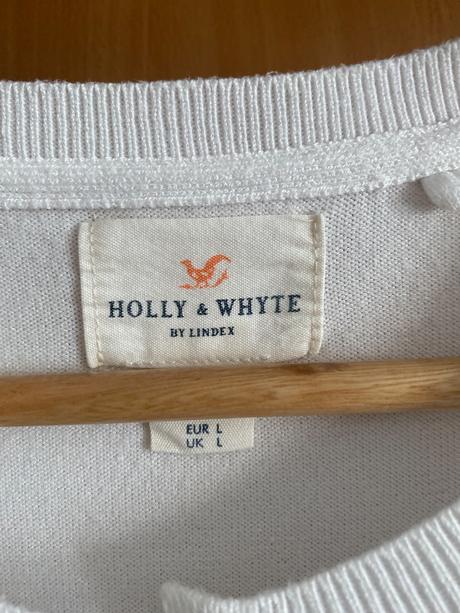 HOLLY & WHYTE
BY LINDEX
EUR L
UK L